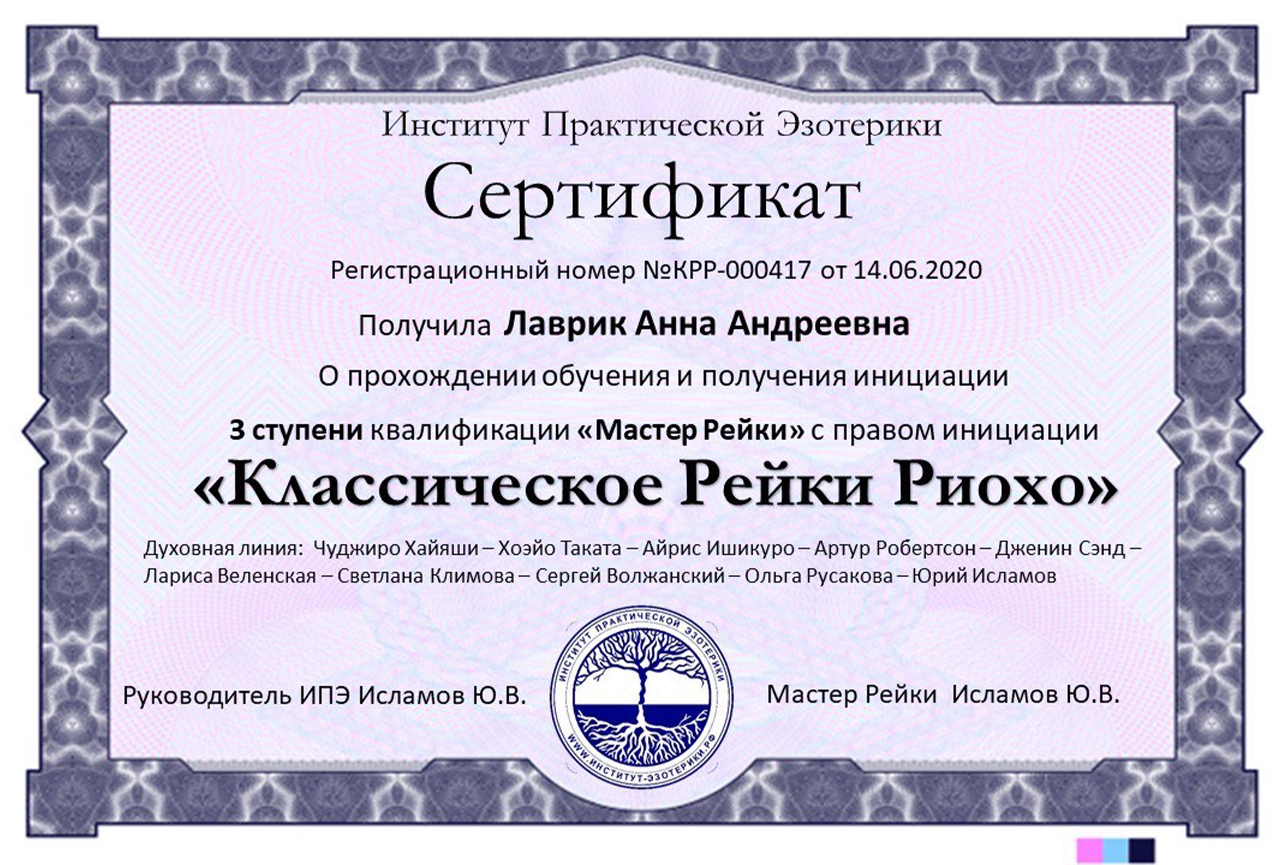 Институт Практической Эзотерики
Сертификат
Регистрационный номер №КРР-000417 от 14.06.2020
Получила Лаврик Анна Андреевна
О прохождении обучения и получения инициации
3 ступени квалификации «Мастер Рейки» с правом инициации
«Классическое Рейки Риохо»
Духовная линия: Чуджиро Хайяши – Хоэйо Таката – Айрис Ишикуро – Артур Робертсон – Дженин Сэнд –
Лариса Веленская – Светлана Климова – Сергей Волжанский – Ольга Русакова – Юрий Исламов
Руководитель ИПЭ Исламов Ю.В.
ИНСТИТУТ ПРАКТИЧЕСКОЙ ЭЗОТЕРИКИ
WWW.ИНСТИТУТ-ЭЗОТЕРИКИ.РФ
Мастер Рейки Исламов Ю.В.